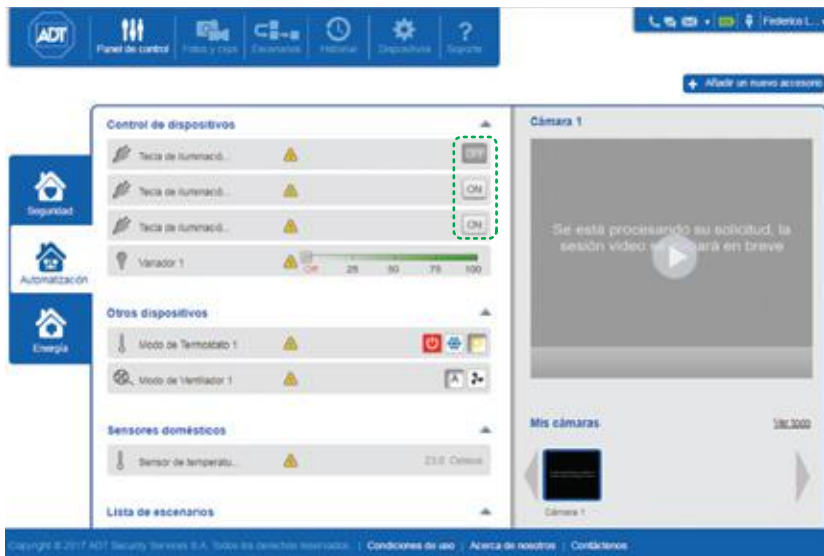 ADT
Panel de control
Fotos y clips
Escenarios
Historial
Dispositivos
Soporte
Federico L...
Añadir un nuevo accesorio
Seguridad
Automatización
Energía
Control de dispositivos
Tecla de iluminació...
OFF
Tecla de iluminació...
ON
Tecla de iluminació...
ON
Variador 1
Off 25 50 75 100
Otros dispositivos
Modo de Termostato 1
Modo de Ventilador 1
A
Sensores domésticos
Sensor de temperatu...
23.0 Celsius
Lista de escenarios
Cámara 1
Se está procesando su solicitud, la
sesión video en breve
Mis cámaras
Ver todo
Cámara 1
Copyright © 2017 ADT Security Services S.A. Todos los derechos reservados. | Condiciones de uso | Acerca de nosotros | Contáctenos